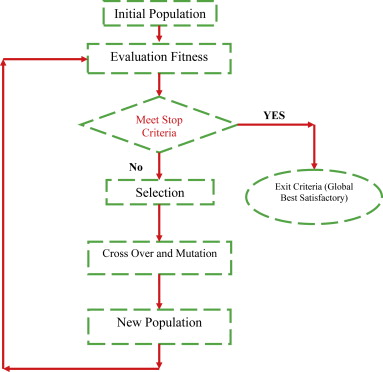 Initial Population
Evaluation Fitness
Meet Stop
Criteria
YES
No
Exit Criteria (Global
Best Satisfactory)
Selection
Cross Over and Mutation
New Population